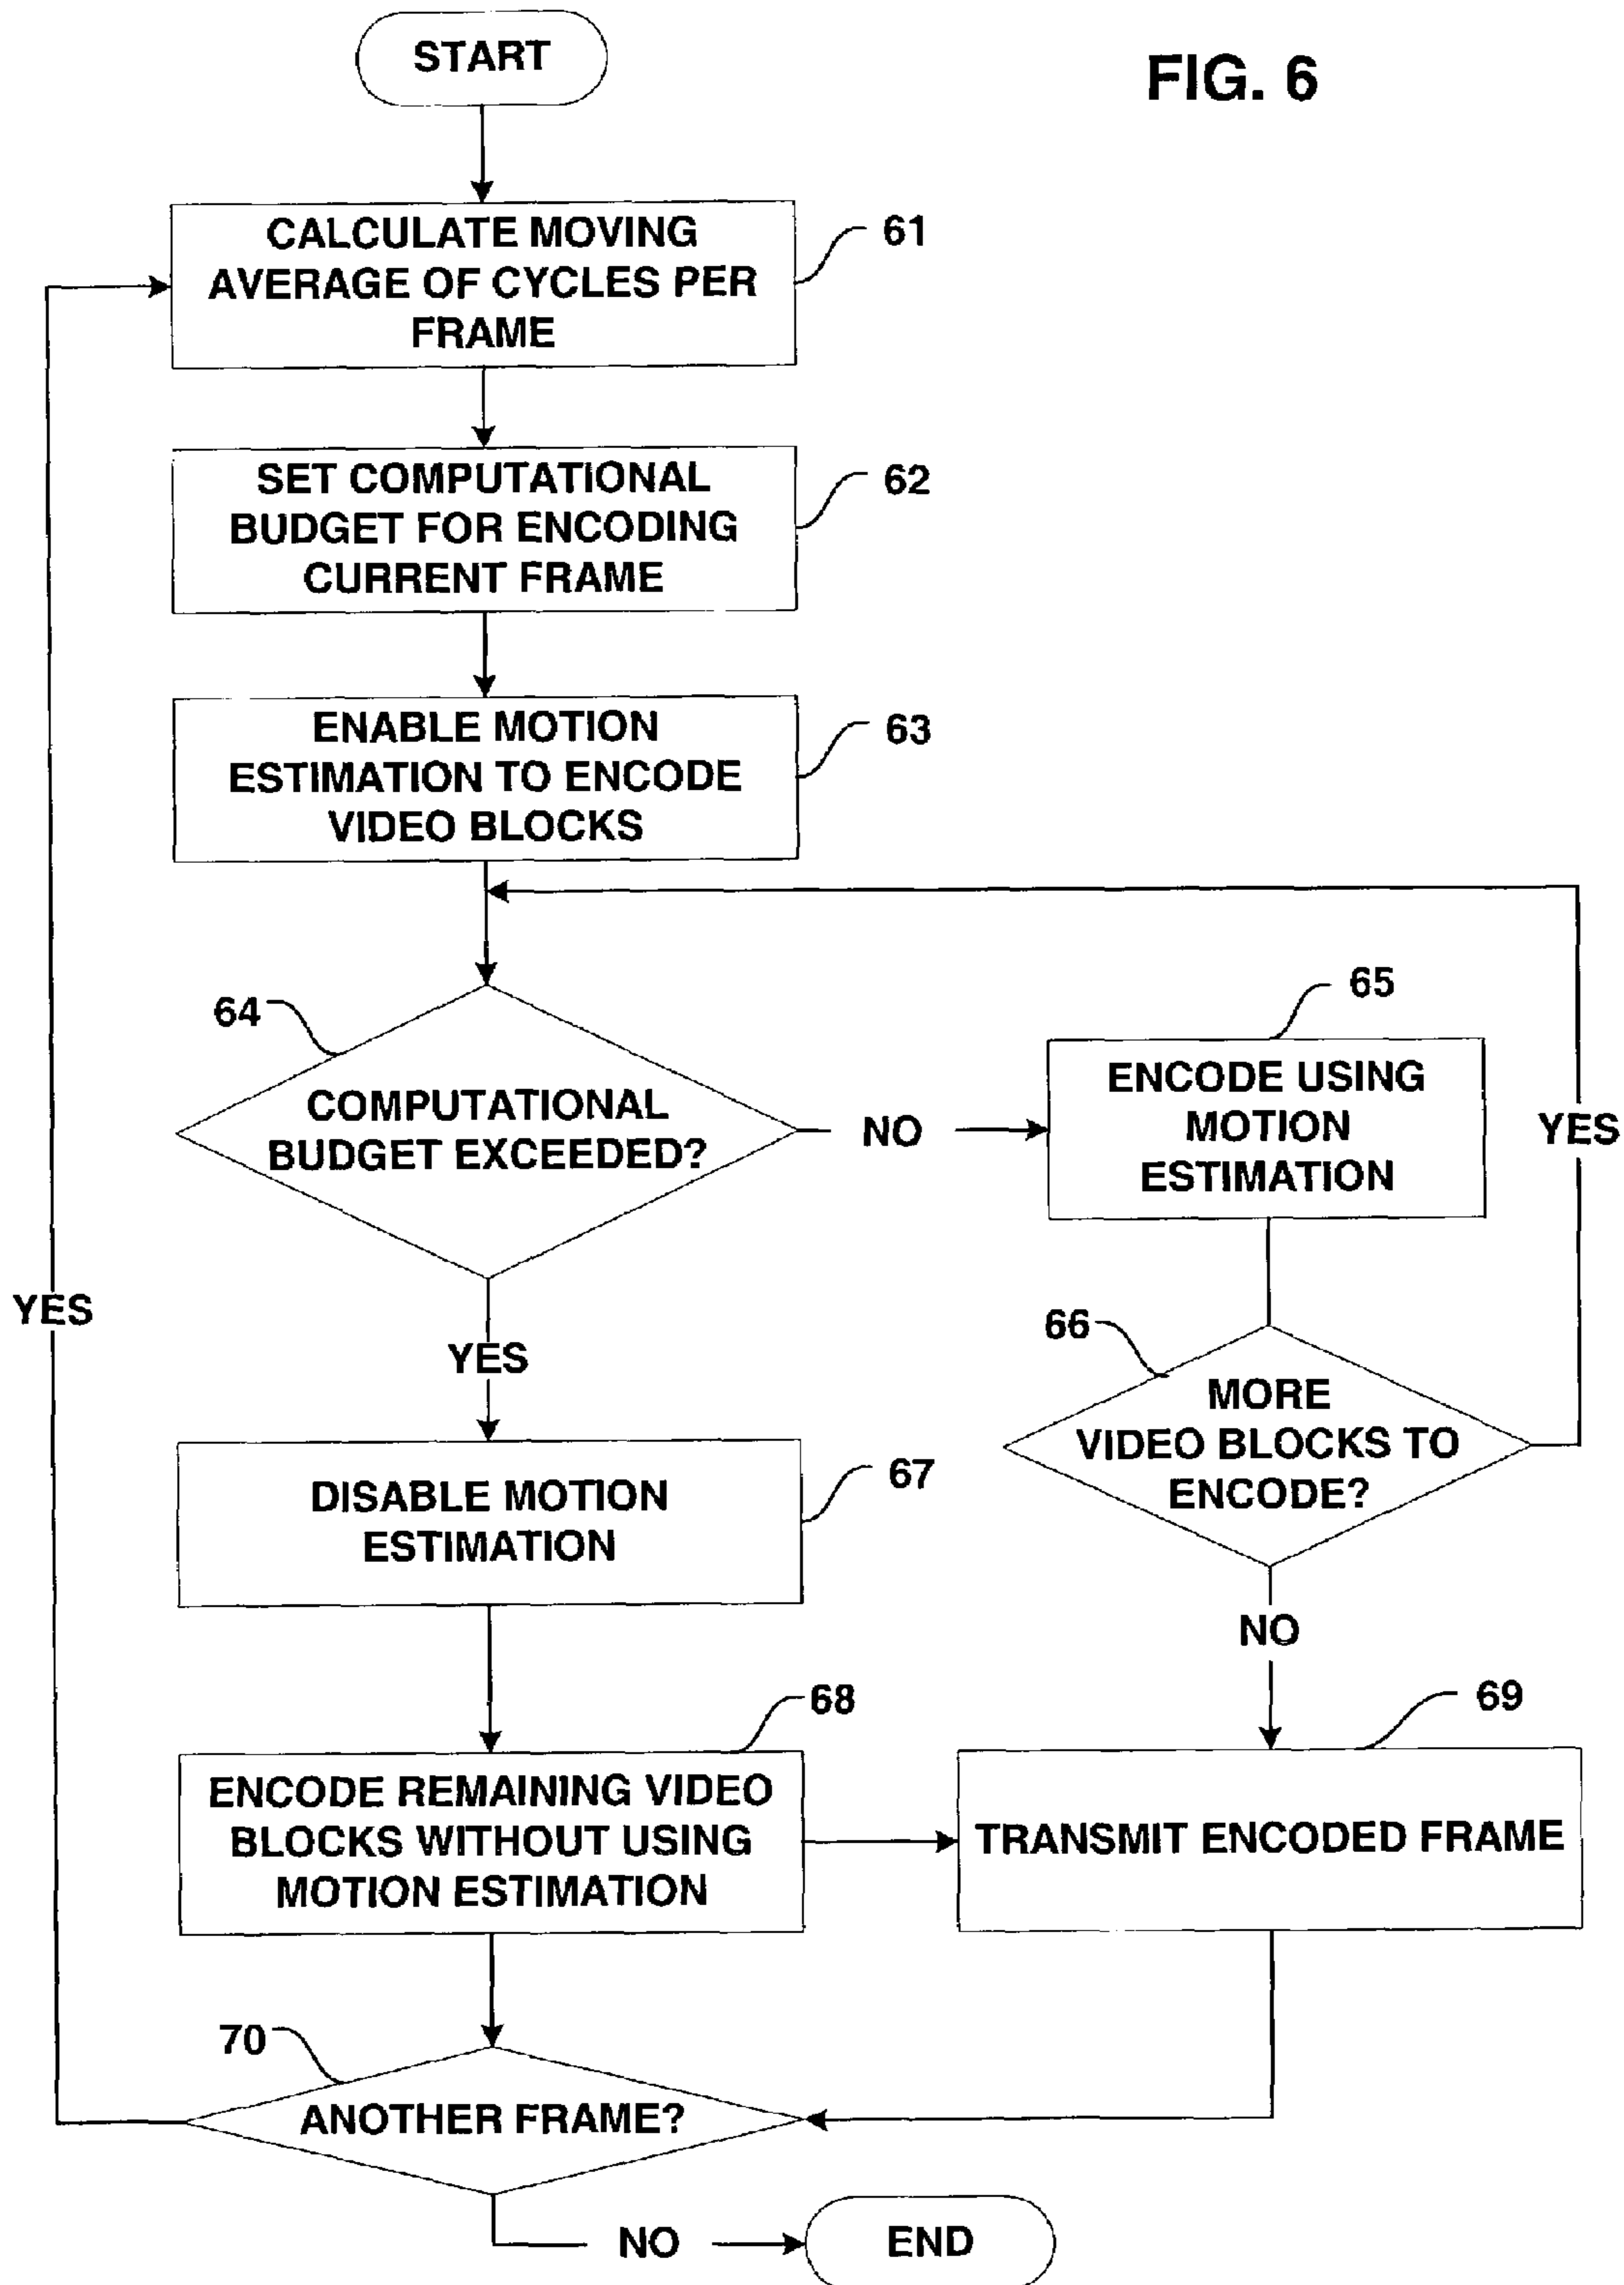 START
FIG. 6
CALCULATE MOVING
AVERAGE OF CYCLES PER
FRAME
61
SET COMPUTATIONAL
BUDGET FOR ENCODING
CURRENT FRAME
62
ENABLE MOTION
ESTIMATION TO ENCODE
VIDEO BLOCKS
63
64
COMPUTATIONAL
BUDGET EXCEEDED?
NO
65
ENCODE USING
MOTION
ESTIMATION
YES
YES
YES
66
MORE
VIDEO BLOCKS TO
ENCODE?
67
DISABLE MOTION
ESTIMATION
NO
68
ENCODE REMAINING VIDEO
BLOCKS WITHOUT USING
MOTION ESTIMATION
69
TRANSMIT ENCODED FRAME
70
ANOTHER FRAME?
NO
END